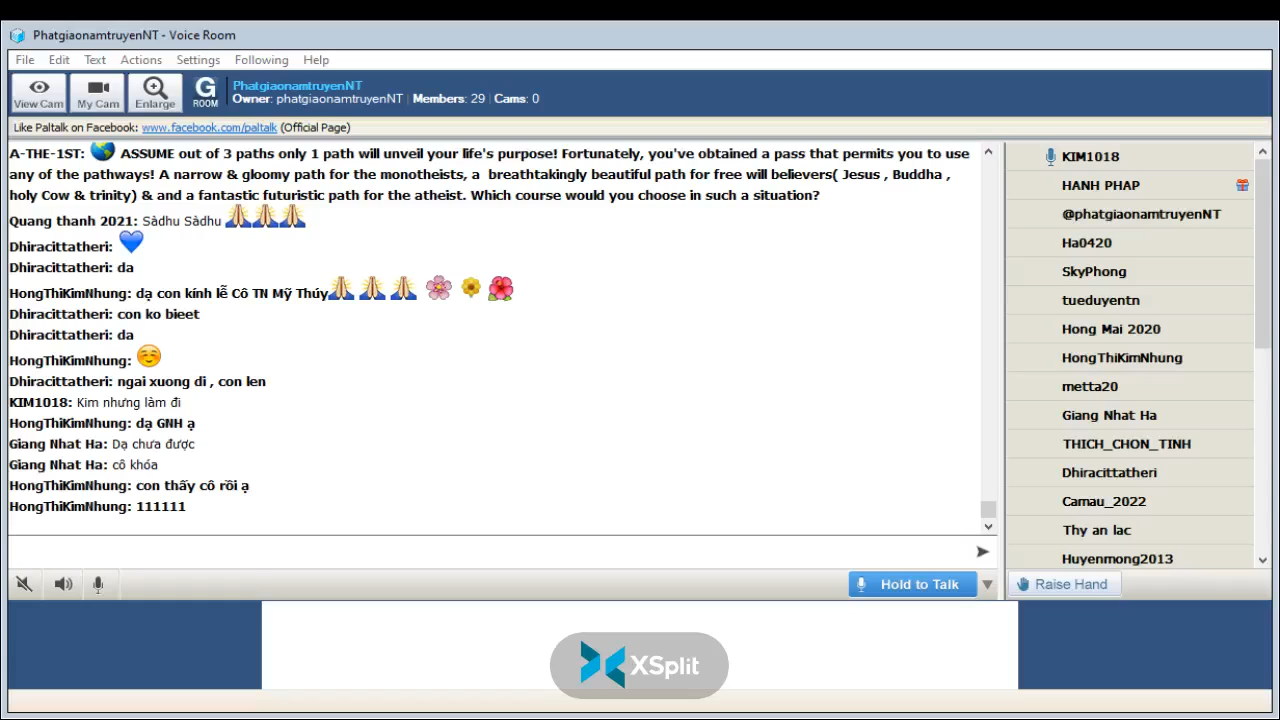 PhatgiaonamtruyenNT - Voice Room
File Edit Text Actions Settings Following Help
View Cam
My Cam
Enlarge
G ROOM
PhatgiaonamtruyenNT
Owner: phatgiaonamtruyenNT | Members: 29 | Cams: 0
Like Paltalk on Facebook: www.facebook.com/paltalk (Official Page)
A-THE-1ST: ASSUME out of 3 paths only 1 path will unveil your life's purpose! Fortunately, you've obtained a pass that permits you to use
any of the pathways! A narrow & gloomy path for the monotheists, a breathtakingly beautiful path for free will believers( Jesus , Buddha ,
holy Cow & trinity) & and a fantastic futuristic path for the atheist. Which course would you choose in such a situation?
Quang thanh 2021: Sàdhu Sàdhu
Dhiracittatheri:
Dhiracittatheri: da
HongThiKimNhung: dạ con kính lễ Cô TN Mỹ Thúy
Dhiracittatheri: con ko bieet
Dhiracittatheri: da
HongThiKimNhung:
Dhiracittatheri: ngai xuong di , con len
KIM1018: Kim nhưng làm đi
HongThiKimNhung: dạ GNH ạ
Giang Nhat Ha: Dạ chưa được
Giang Nhat Ha: cô khóa
HongThiKimNhung: con thấy cô rồi ạ
HongThiKimNhung: 111111
KIM1018
HANH PHAP
@phatgiaonamtruyenNT
Ha0420
SkyPhong
tueduyentn
Hong Mai 2020
HongThiKimNhung
metta20
Giang Nhat Ha
THICH_CHON_TINH
Dhiracittatheri
Camau_2022
Thy an lac
Huyenmong2013
Hold to Talk
Raise Hand
XSplit